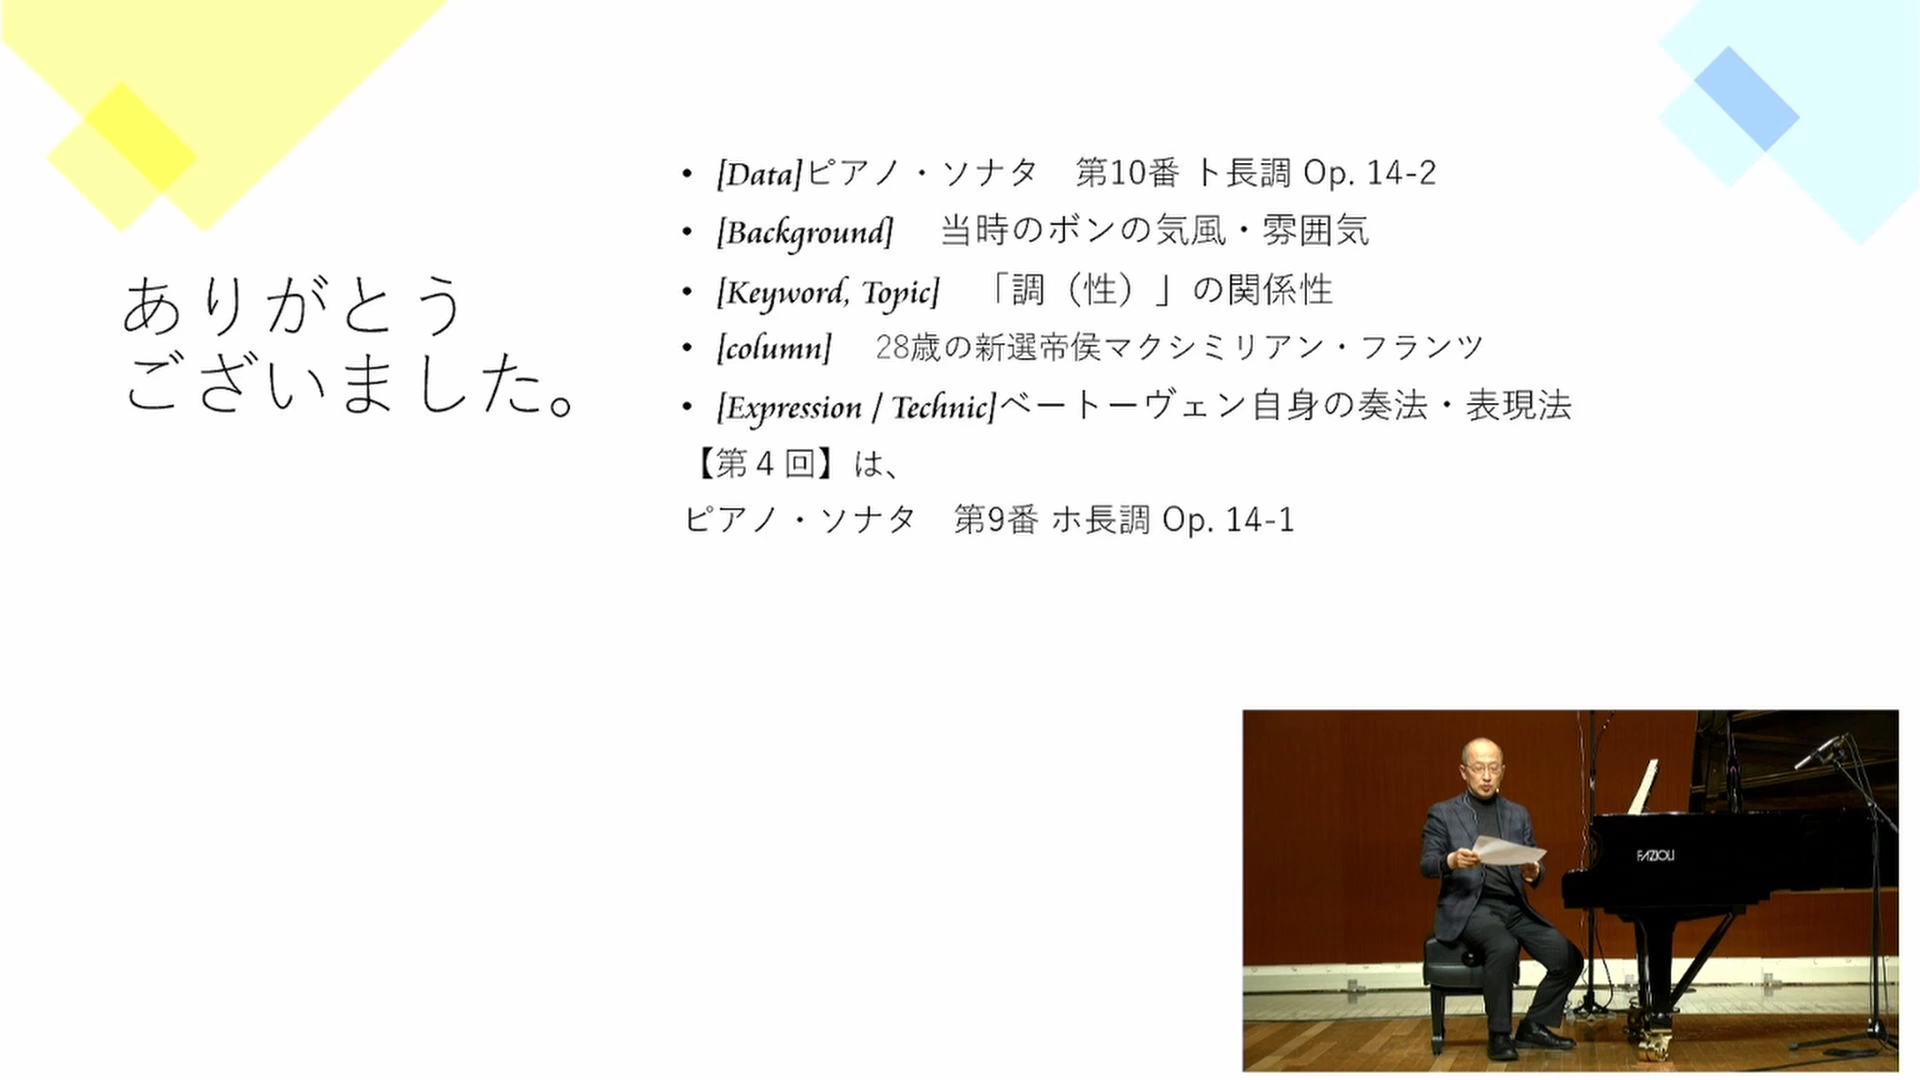 ありがとう
ございました。
• [Data]ピアノ・ソナタ　第10番 ト長調 Op. 14-2
• [Background]　当時のボンの気風・雰囲気
• [Keyword, Topic]　「調（性）」の関係性
• [column]　28歳の新選帝侯マクシミリアン・フランツ
• [Expression / Technic]ベートーヴェン自身の奏法・表現法
【第４回】は、
ピアノ・ソナタ　第9番 ホ長調 Op. 14-1
FAZIOLI